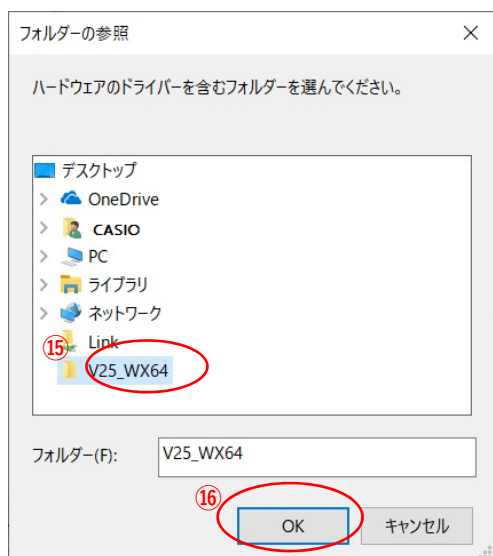 フォルダーの参照
ハードウェアのドライバーを含むフォルダーを選んでください。
デスクトップ
OneDrive
CASIO
PC
ライブラリ
ネットワーク
Link
⑮
V25_WX64
フォルダー(F): V25_WX64
⑯
OK キャンセル